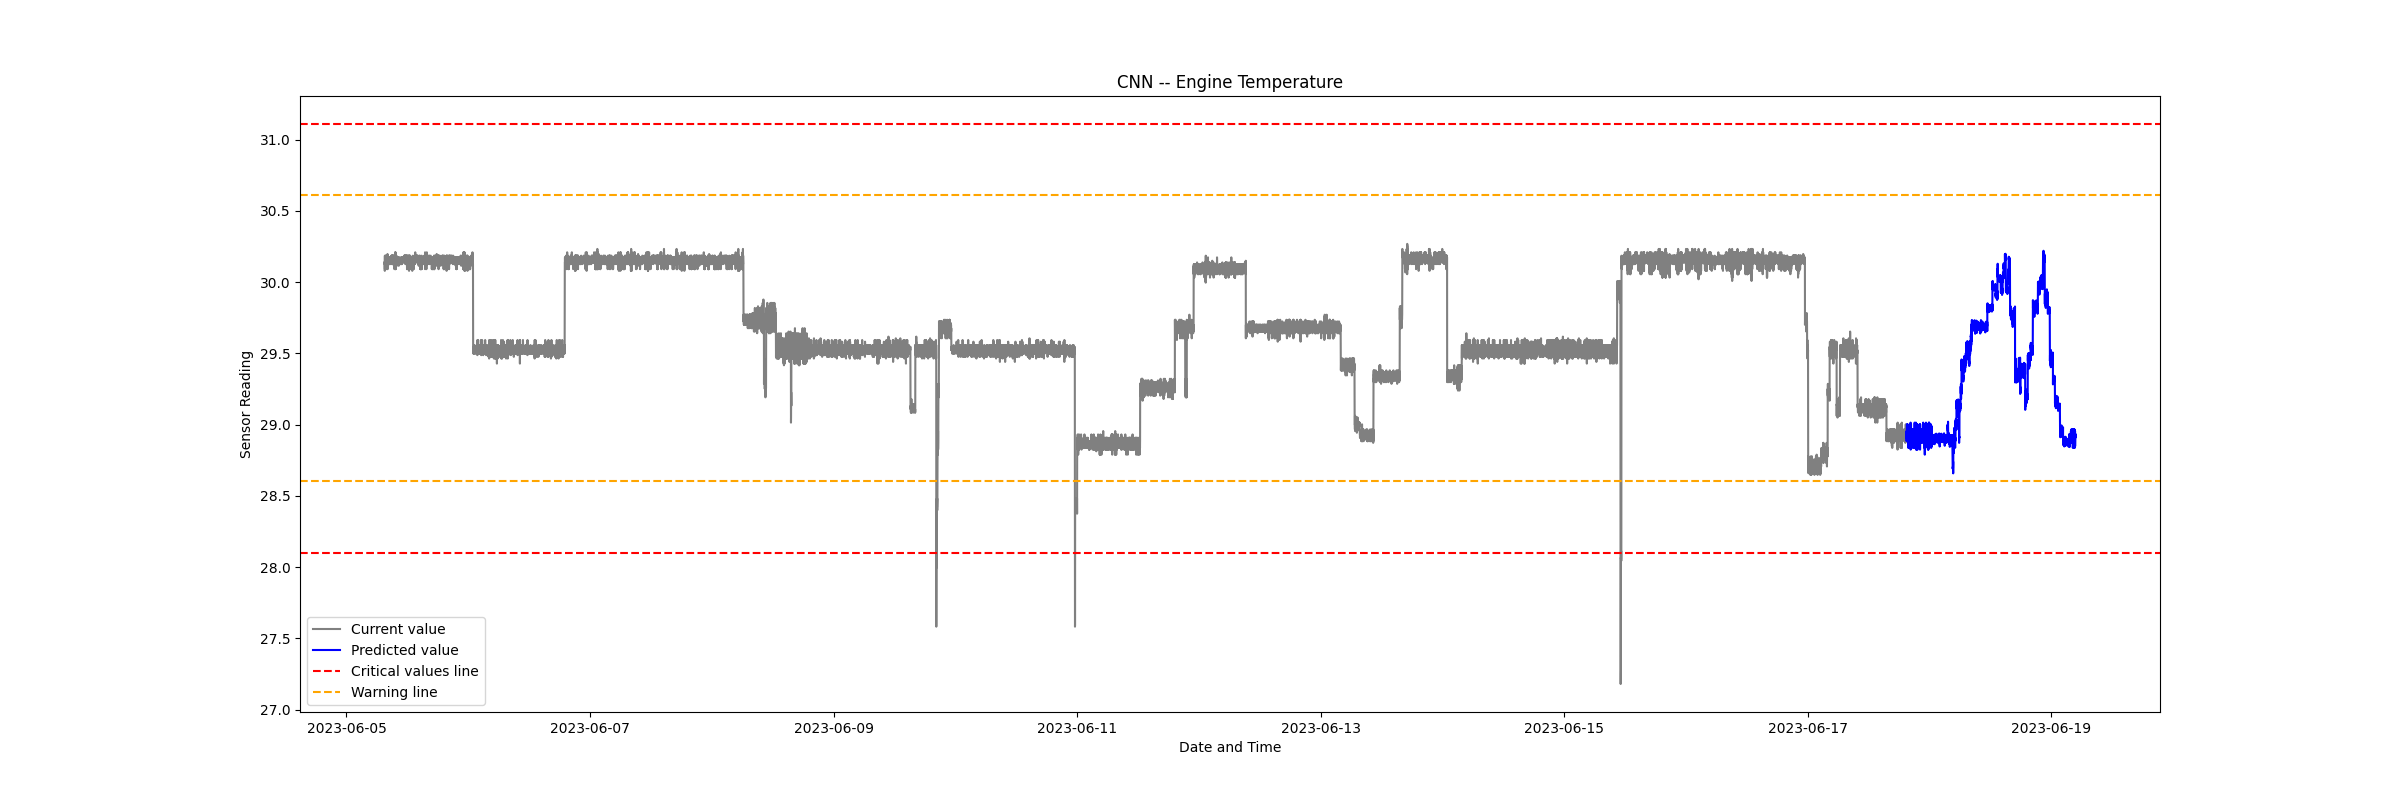 CNN -- Engine Temperature
31.0
30.5
30.0
29.5
29.0
28.5
28.0
27.5
27.0
Sensor Reading
Current value
Predicted value
Critical values line
Warning line
2023-06-05 2023-06-07 2023-06-09 2023-06-11 2023-06-13 2023-06-15 2023-06-17 2023-06-19
Date and Time